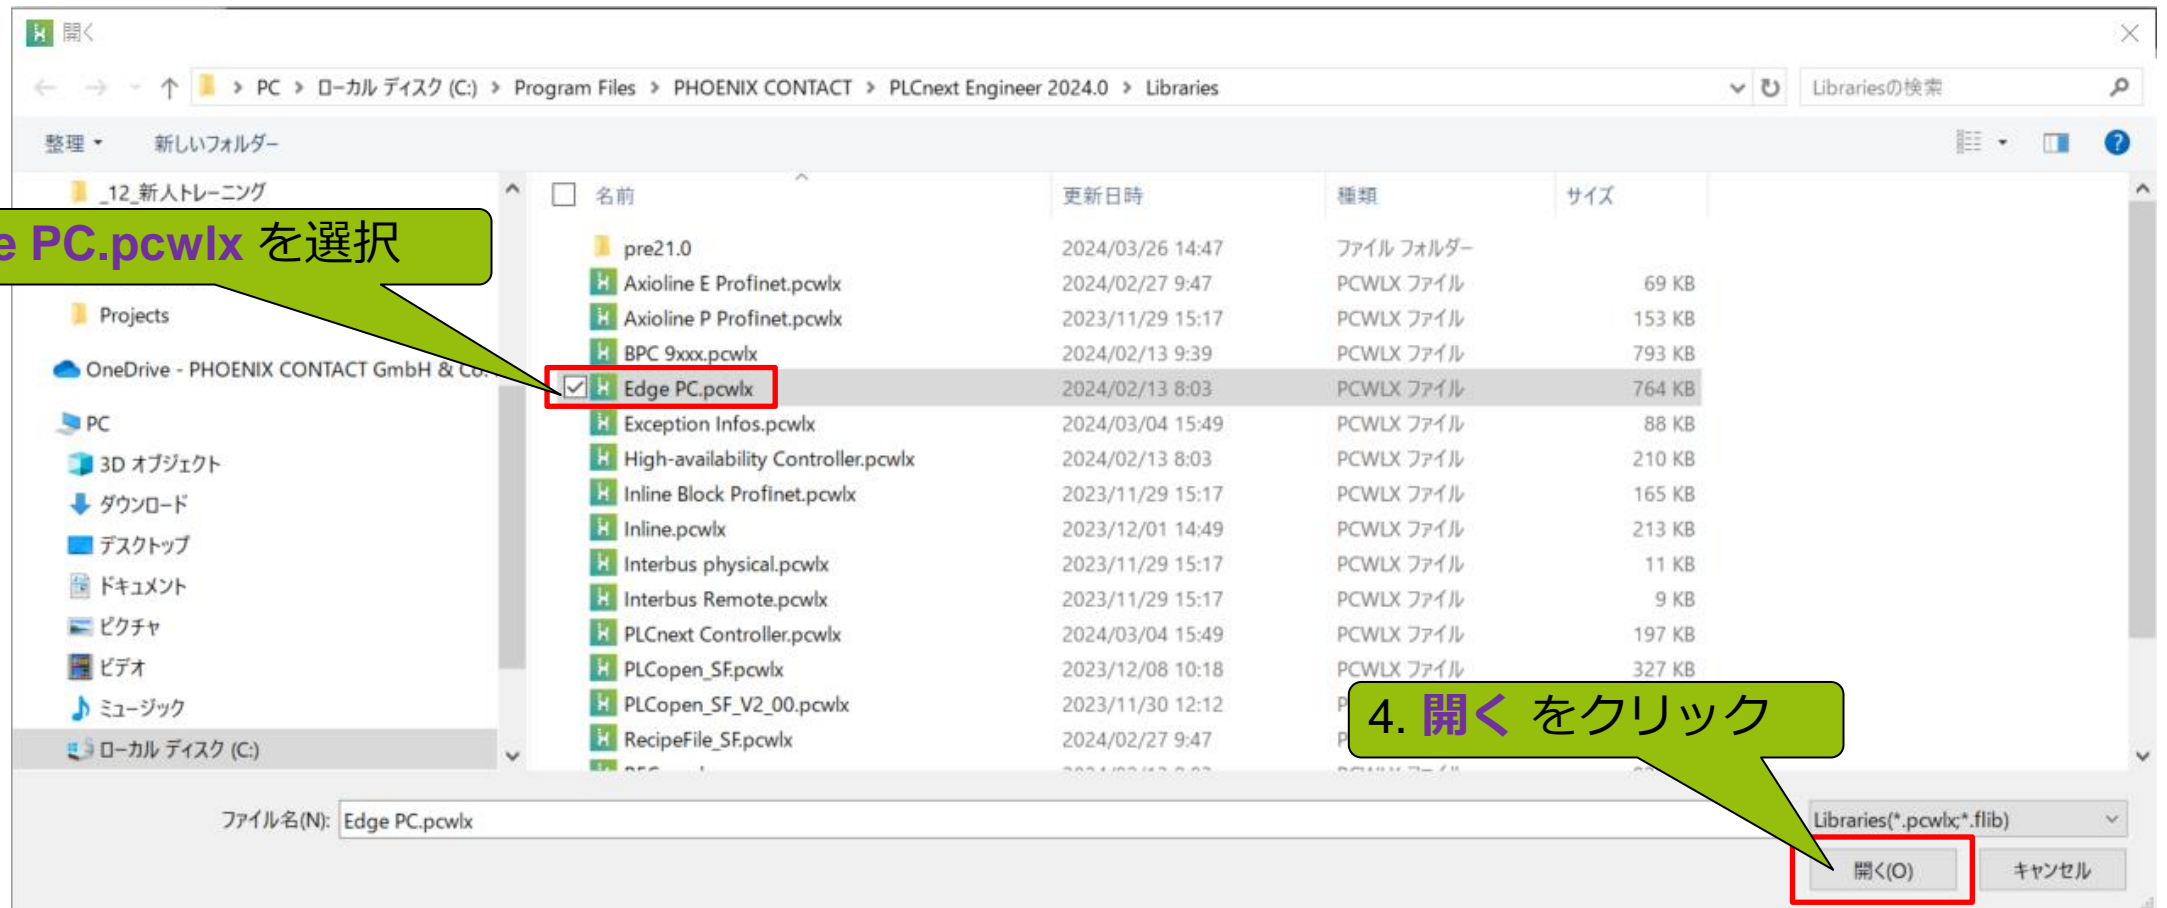 開く
PC > ローカル ディスク (C:) > Program Files > PHOENIX CONTACT > PLCnext Engineer 2024.0 > Libraries
Librariesの検索
整理
新しいフォルダー
_12_新人トレーニング
PC.pcwlx を選択
Projects
OneDrive - PHOENIX CONTACT GmbH & Co.
PC
3D オブジェクト
ダウンロード
デスクトップ
ドキュメント
ピクチャ
ビデオ
ミュージック
ローカル ディスク (C:)
名前 更新日時 種類 サイズ
pre21.0 2024/03/26 14:47 ファイル フォルダー
Axioline E Profinet.pcwlx 2024/02/27 9:47 PCWLX ファイル 69 KB
Axioline P Profinet.pcwlx 2023/11/29 15:17 PCWLX ファイル 153 KB
BPC 9xxx.pcwlx 2024/02/13 9:39 PCWLX ファイル 793 KB
Edge PC.pcwlx 2024/02/13 8:03 PCWLX ファイル 764 KB
Exception Infos.pcwlx 2024/03/04 15:49 PCWLX ファイル 88 KB
High-availability Controller.pcwlx 2024/02/13 8:03 PCWLX ファイル 210 KB
Inline Block Profinet.pcwlx 2023/11/29 15:17 PCWLX ファイル 165 KB
Inline.pcwlx 2023/12/01 14:49 PCWLX ファイル 213 KB
Interbus physical.pcwlx 2023/11/29 15:17 PCWLX ファイル 11 KB
Interbus Remote.pcwlx 2023/11/29 15:17 PCWLX ファイル 9 KB
PLCnext Controller.pcwlx 2024/03/04 15:49 PCWLX ファイル 197 KB
PLCopen_SF.pcwlx 2023/12/08 10:18 PCWLX ファイル 327 KB
PLCopen_SF_V2_00.pcwlx 2023/11/30 12:12
RecipeFile_SF.pcwlx 2024/02/27 9:47
4. 開く をクリック
ファイル名(N): Edge PC.pcwlx
Libraries(*.pcwlx;*.flib)
開く(O)
キャンセル